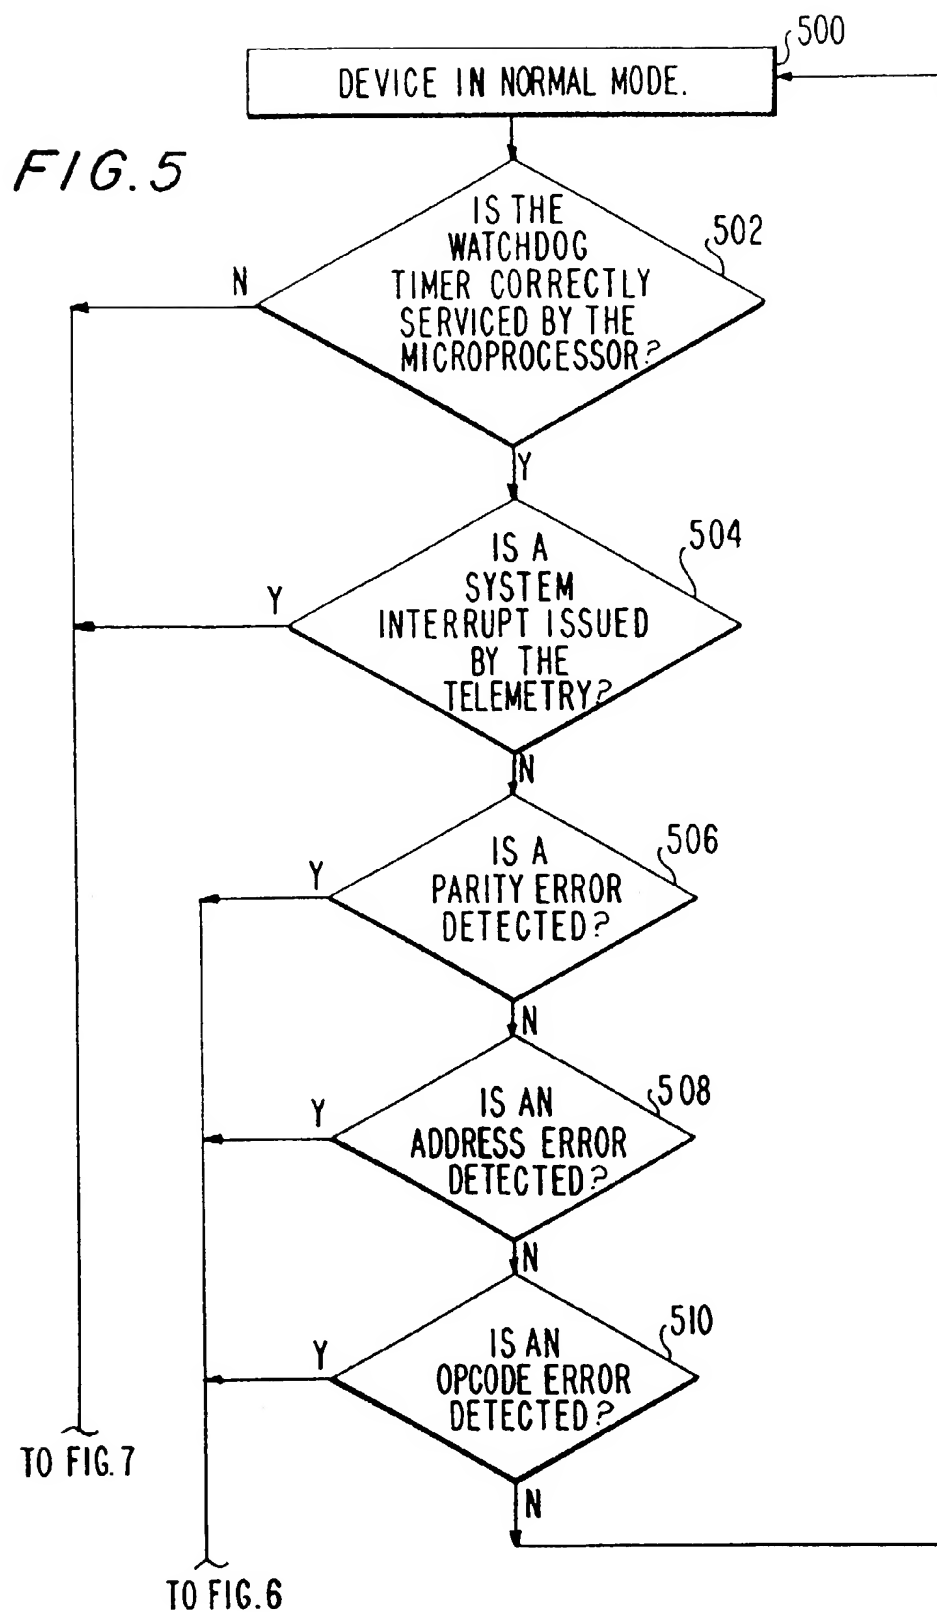 500
DEVICE IN NORMAL MODE.
FIG.5
IS THE
WATCHDOG
TIMER CORRECTLY
SERVICED BY THE
MICROPROCESSOR?
502
N
Y
IS A
SYSTEM
INTERRUPT ISSUED
BY THE
TELEMETRY?
504
Y
N
IS A
PARITY ERROR
DETECTED?
506
Y
N
IS AN
ADDRESS ERROR
DETECTED?
508
Y
N
IS AN
OPCODE ERROR
DETECTED?
510
Y
N
TO FIG.7
TO FIG.6